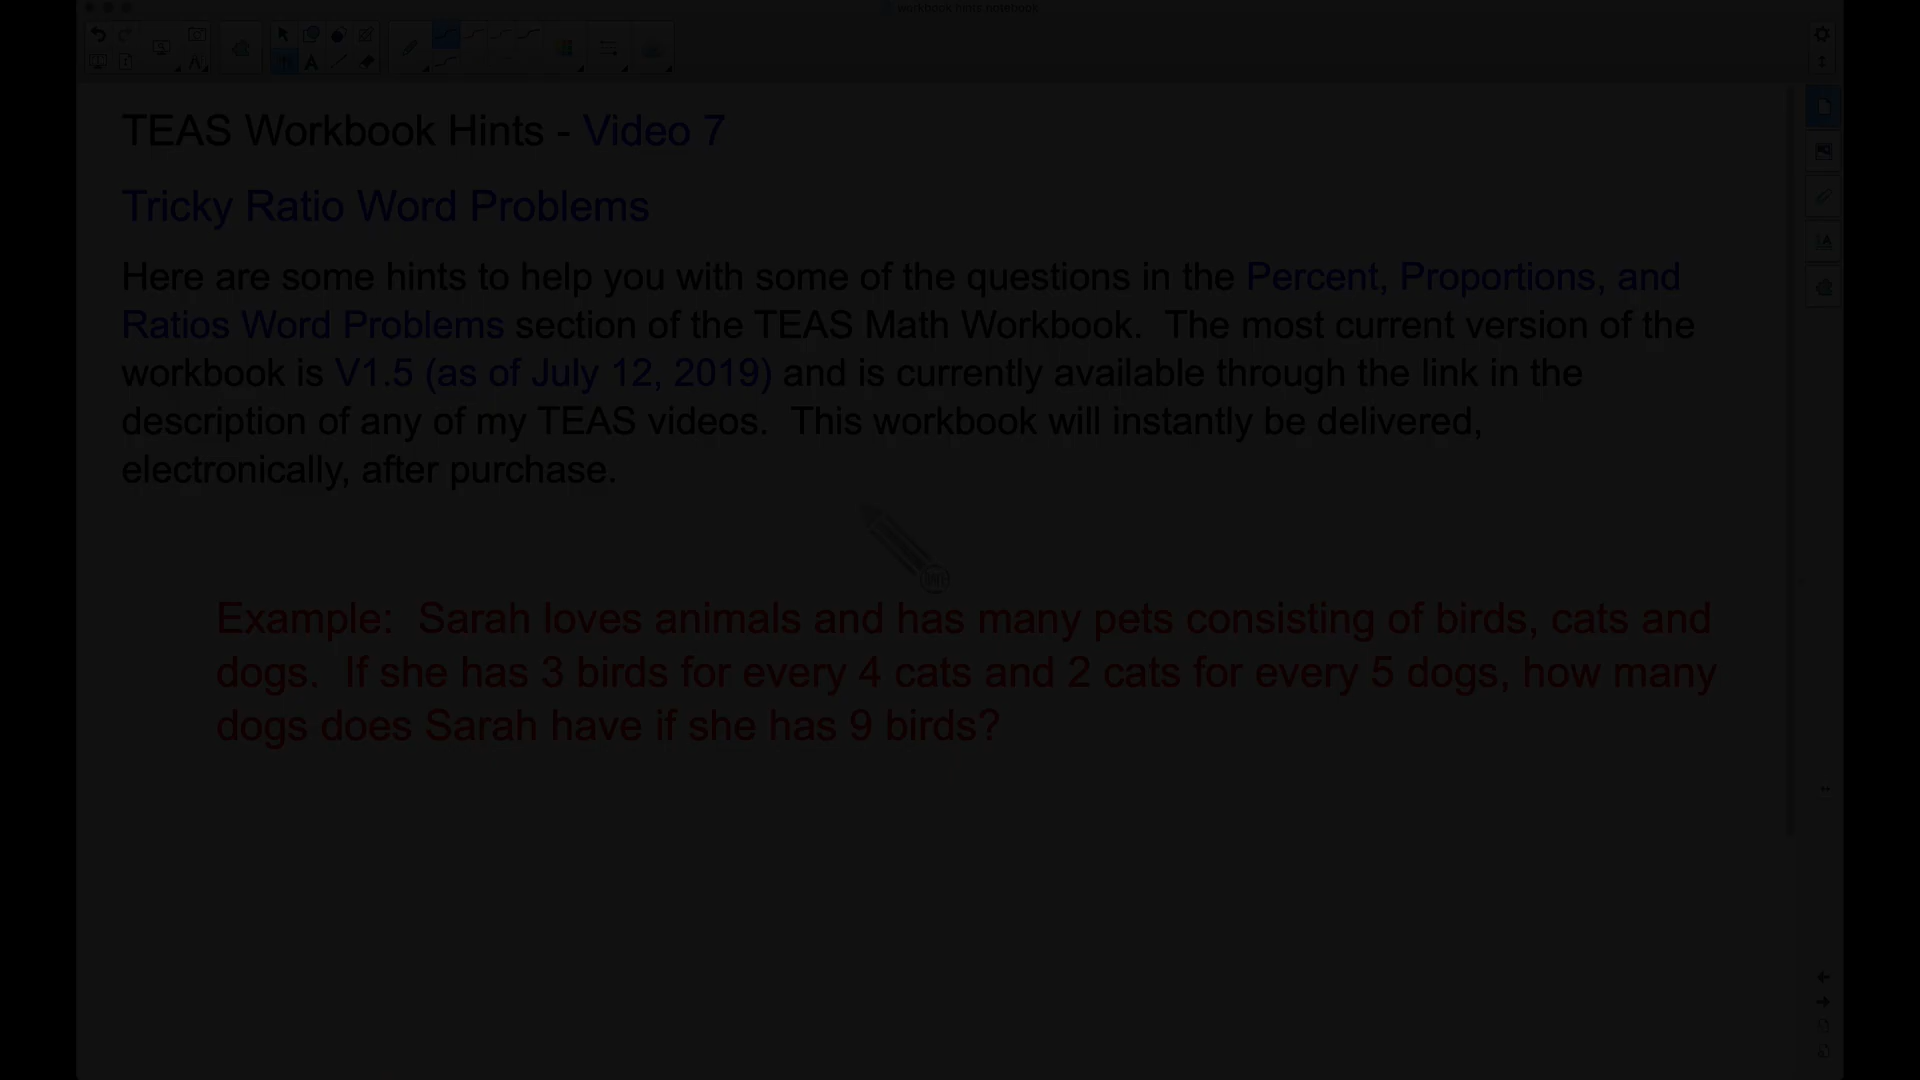 workbook hints notebook
TEAS Workbook Hints - Video 7
Tricky Ratio Word Problems
Here are some hints to help you with some of the questions in the Percent, Proportions, and
Ratios Word Problems section of the TEAS Math Workbook.  The most current version of the
workbook is V1.5 (as of July 12, 2019) and is currently available through the link in the
description of any of my TEAS videos.  This workbook will instantly be delivered,
electronically, after purchase.
Example:  Sarah loves animals and has many pets consisting of birds, cats and
dogs.  If she has 3 birds for every 4 cats and 2 cats for every 5 dogs, how many
dogs does Sarah have if she has 9 birds?